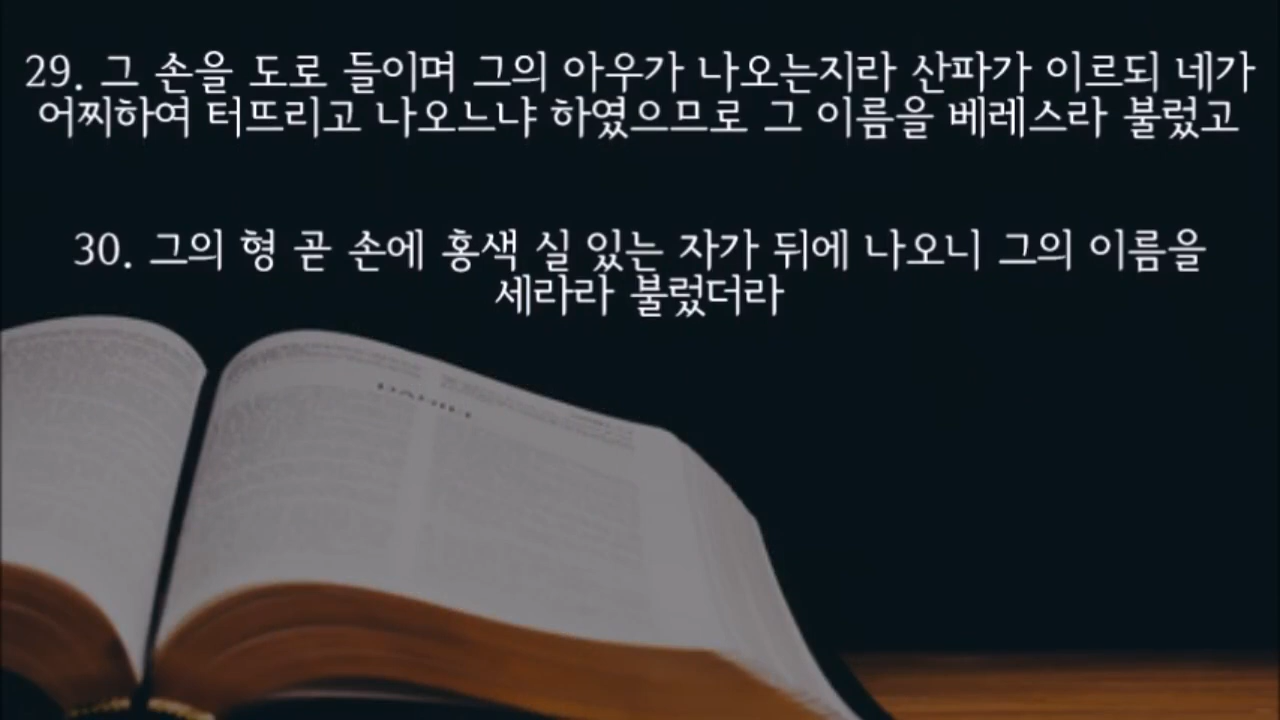 29. 그 손을 도로 들이며 그의 아우가 나오는지라 산파가 이르되 네가
어찌하여 터뜨리고 나오느냐 하였으므로 그 이름을 베레스라 불렀고
30. 그의 형 곧 손에 홍색 실 있는 자가 뒤에 나오니 그의 이름을
세라라 불렀더라